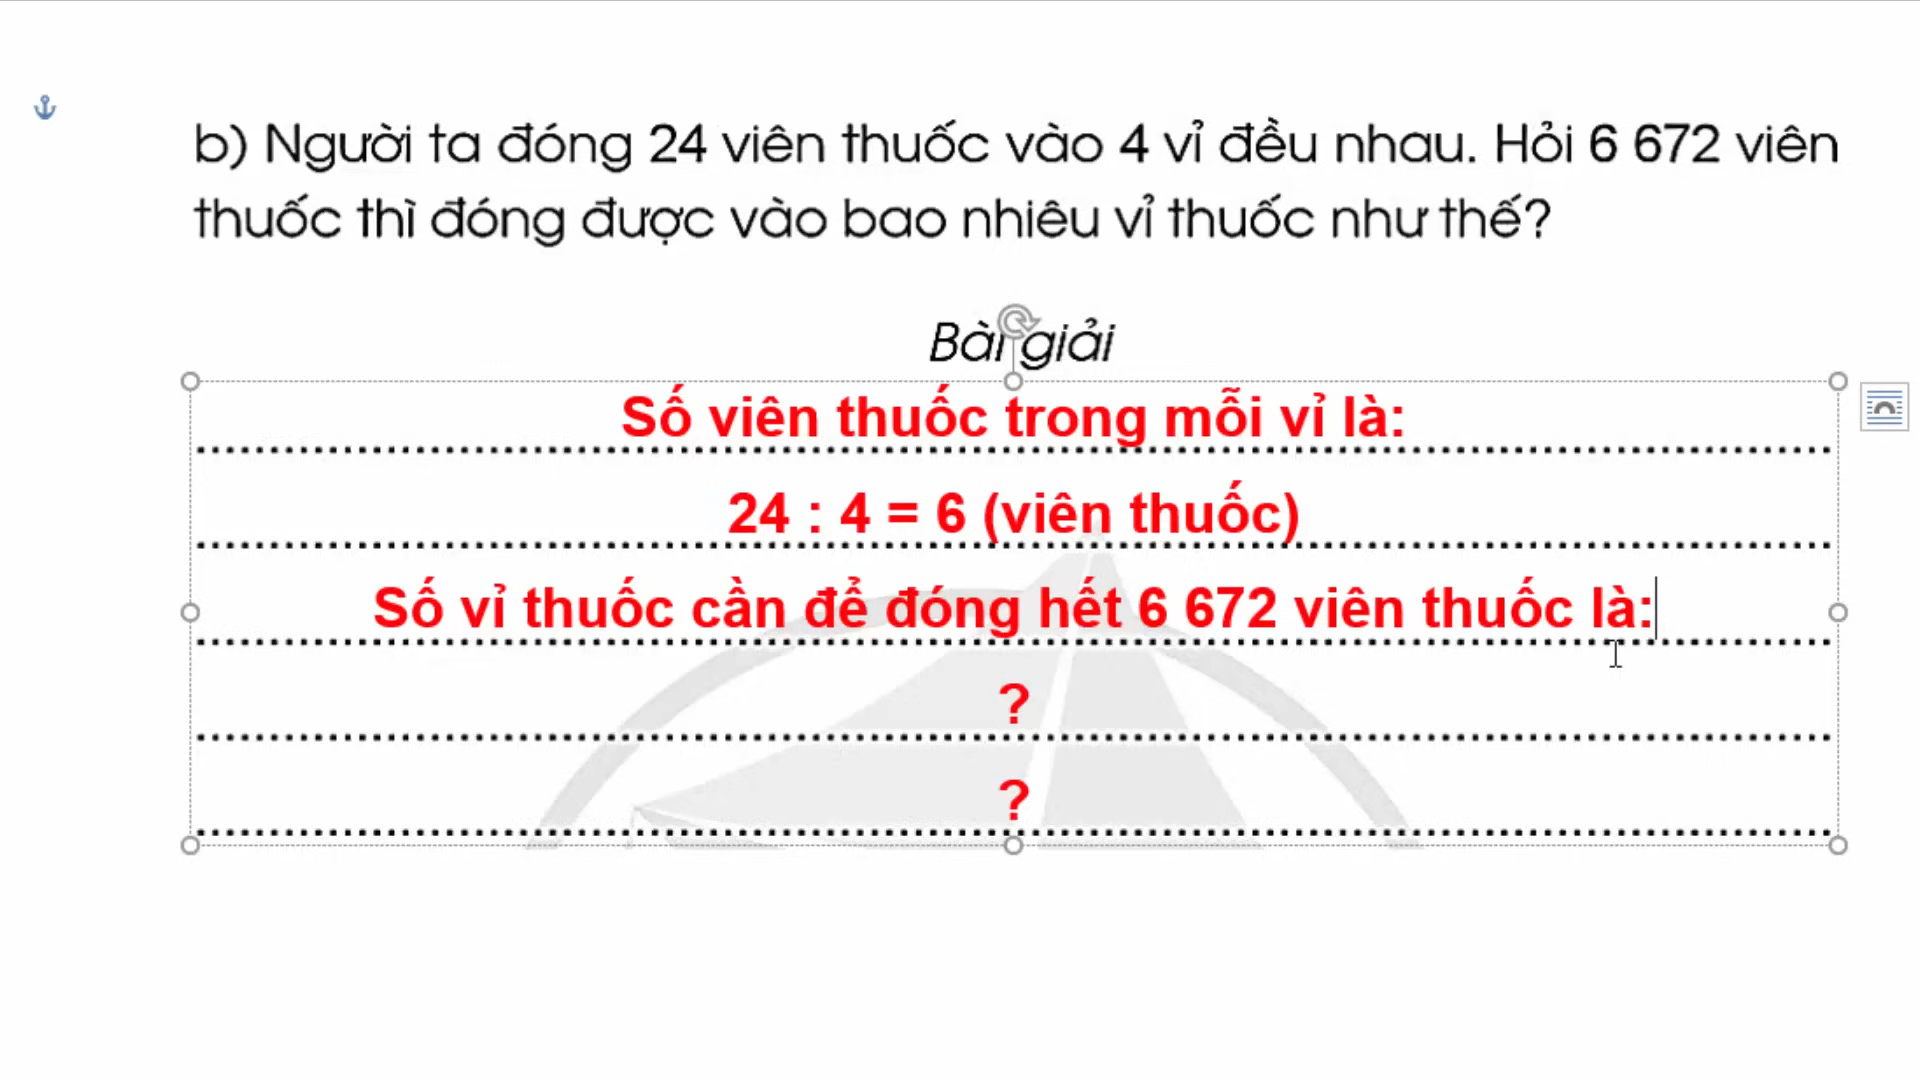 b) Người ta đóng 24 viên thuốc vào 4 vỉ đều nhau. Hỏi 6 672 viên
thuốc thì đóng được vào bao nhiêu vỉ thuốc như thế?
Bài giải
Số viên thuốc trong mỗi vỉ là:
24 : 4 = 6 (viên thuốc)
Số vỉ thuốc cần để đóng hết 6 672 viên thuốc là:
?
?